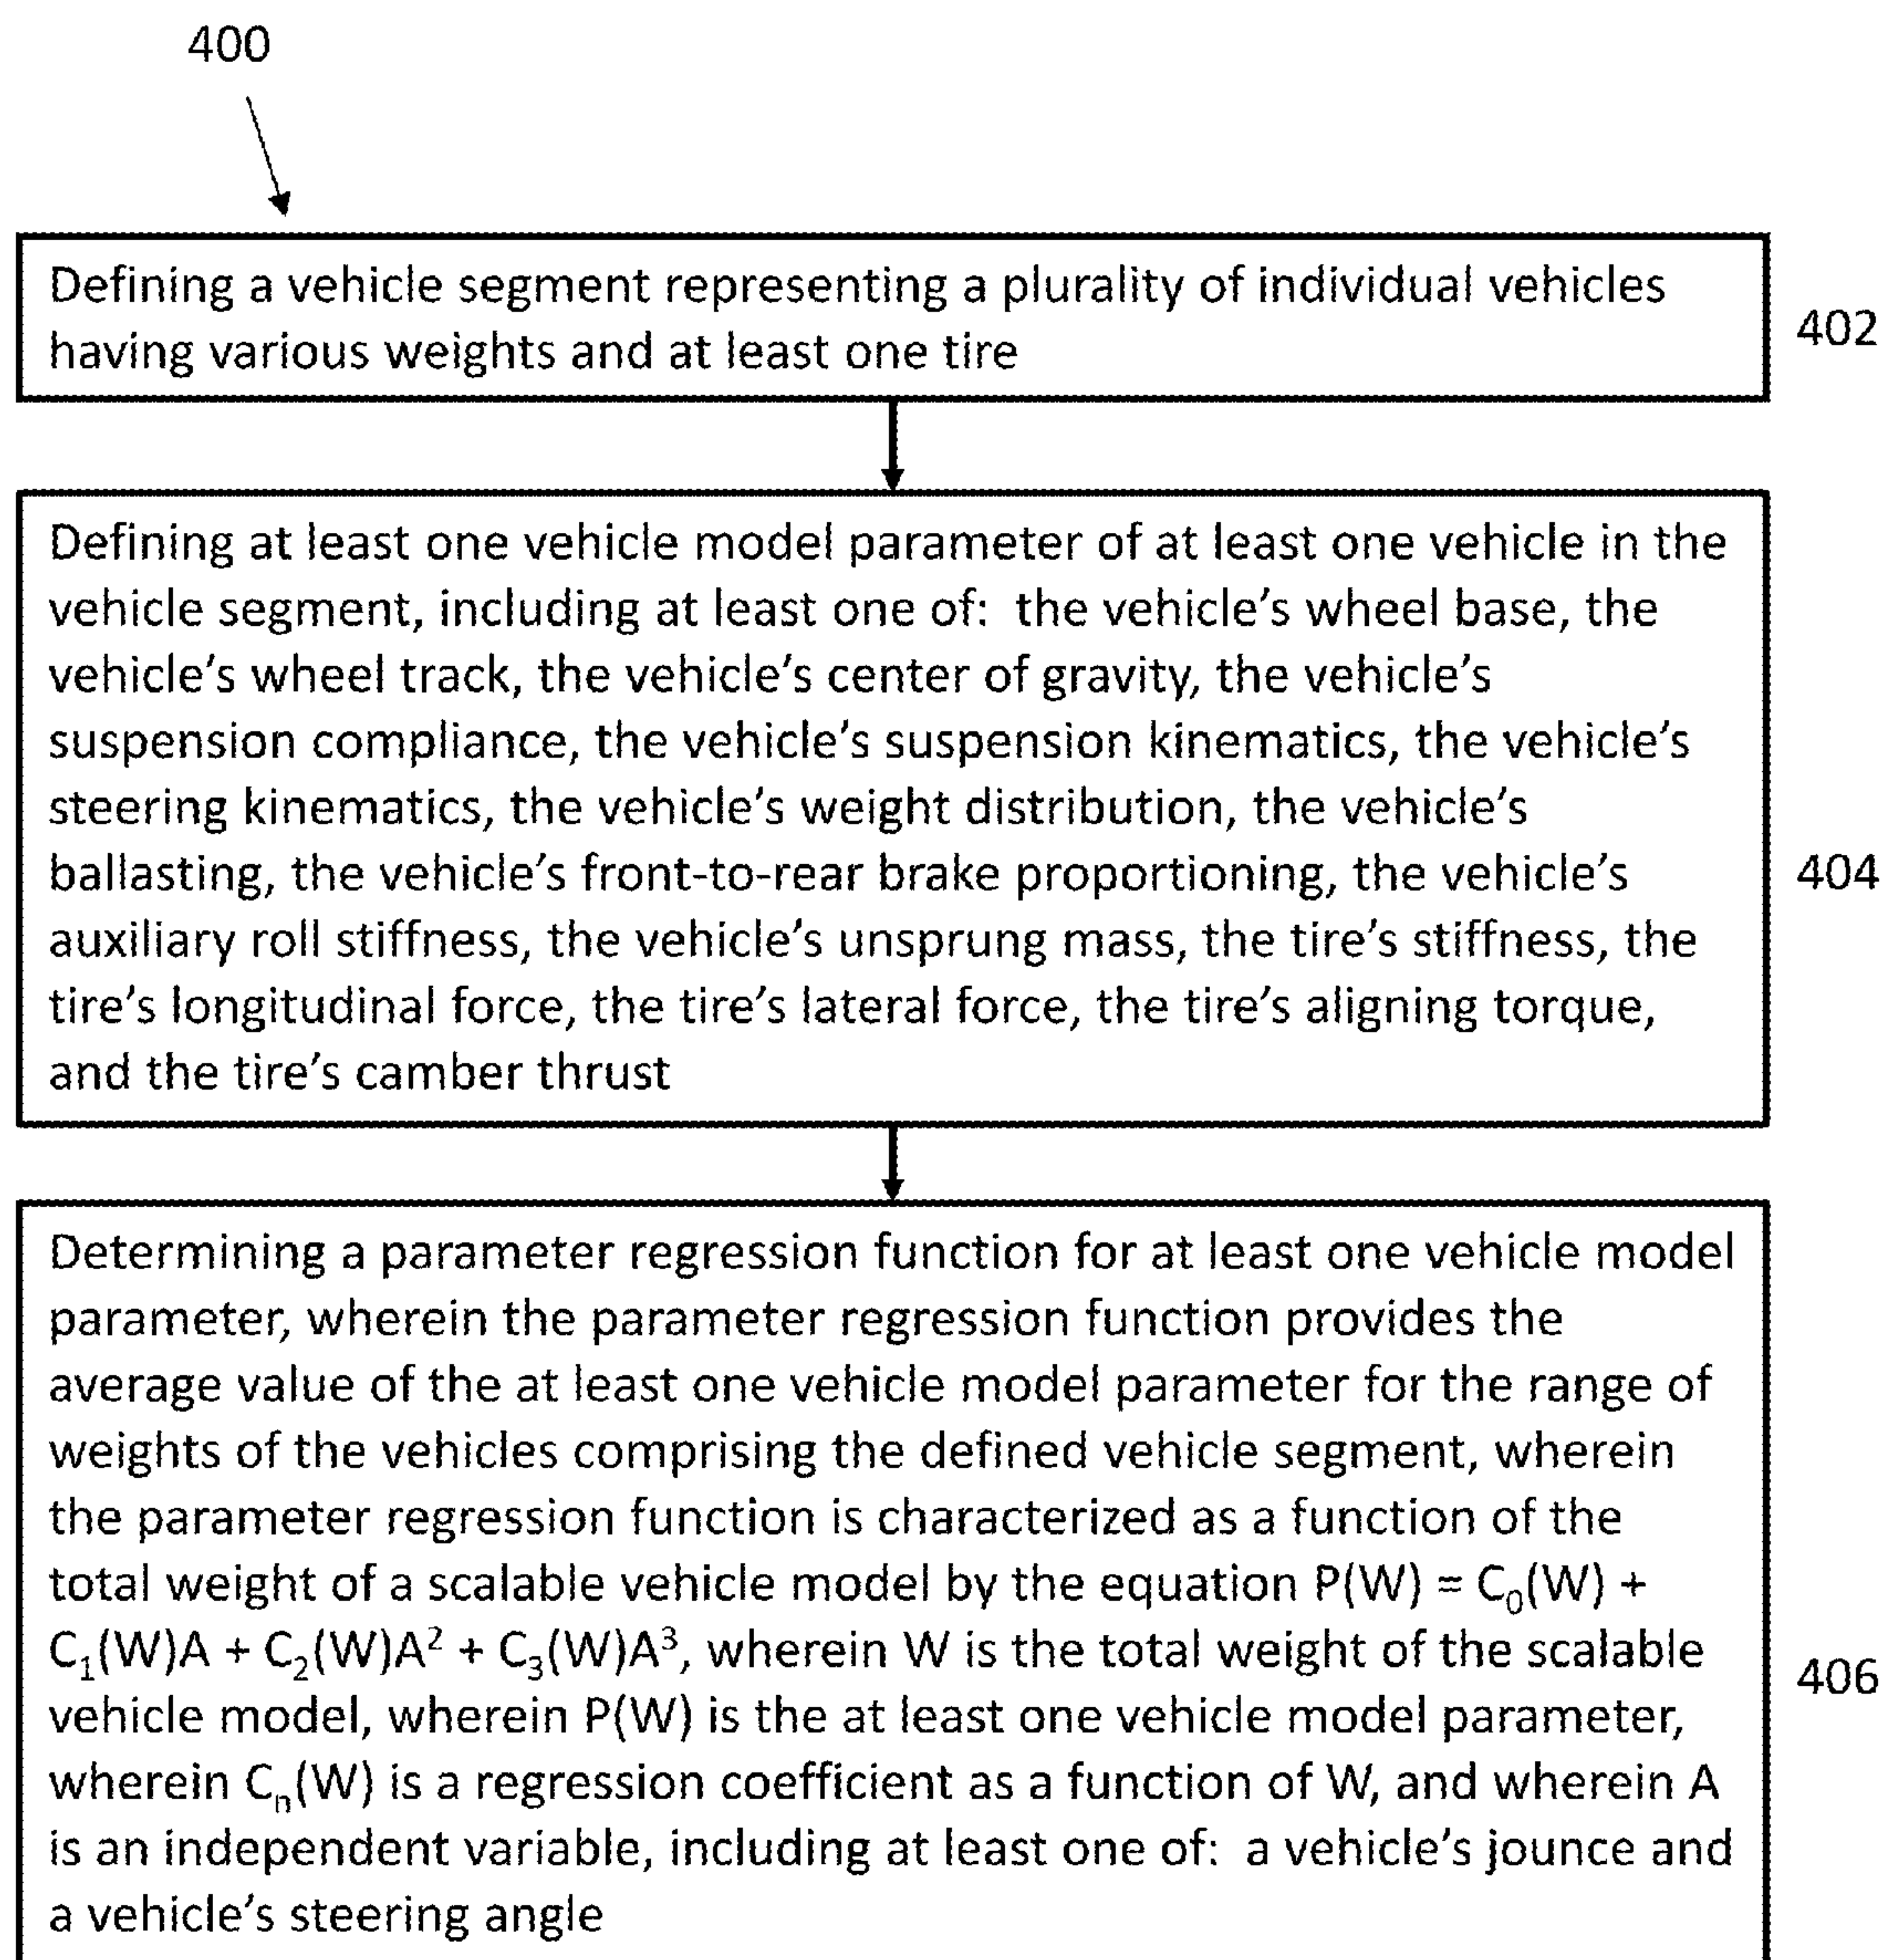 400
Defining a vehicle segment representing a plurality of individual vehicles
having various weights and at least one tire
402
Defining at least one vehicle model parameter of at least one vehicle in the
vehicle segment, including at least one of:  the vehicle’s wheel base, the
vehicle’s wheel track, the vehicle’s center of gravity, the vehicle’s
suspension compliance, the vehicle’s suspension kinematics, the vehicle’s
steering kinematics, the vehicle’s weight distribution, the vehicle’s
ballasting, the vehicle’s front-to-rear brake proportioning, the vehicle’s
auxiliary roll stiffness, the vehicle’s unsprung mass, the tire’s stiffness, the
tire’s longitudinal force, the tire’s lateral force, the tire’s aligning torque,
and the tire’s camber thrust
404
Determining a parameter regression function for at least one vehicle model
parameter, wherein the parameter regression function provides the
average value of the at least one vehicle model parameter for the range of
weights of the vehicles comprising the defined vehicle segment, wherein
the parameter regression function is characterized as a function of the
total weight of a scalable vehicle model by the equation P(W) = C₀(W) +
C₁(W)A + C₂(W)A² + C₃(W)A³, wherein W is the total weight of the scalable
vehicle model, wherein P(W) is the at least one vehicle model parameter,
wherein Cₙ(W) is a regression coefficient as a function of W, and wherein A
is an independent variable, including at least one of:  a vehicle’s jounce and
a vehicle’s steering angle
406